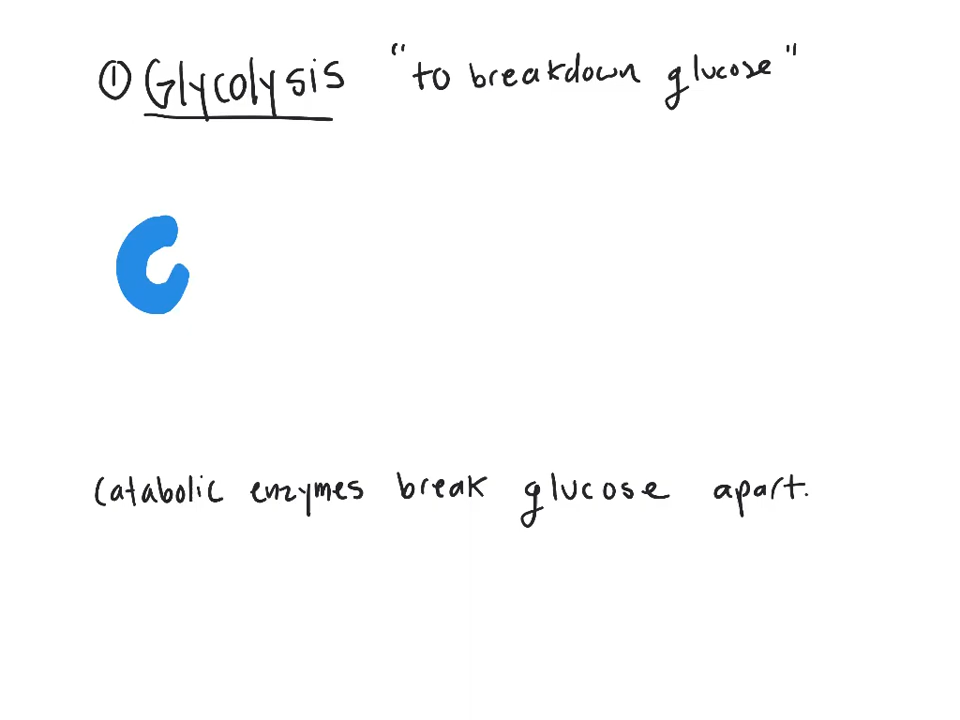 ① Glycolysis "to breakdown glucose"
Catabolic enzymes break glucose apart.